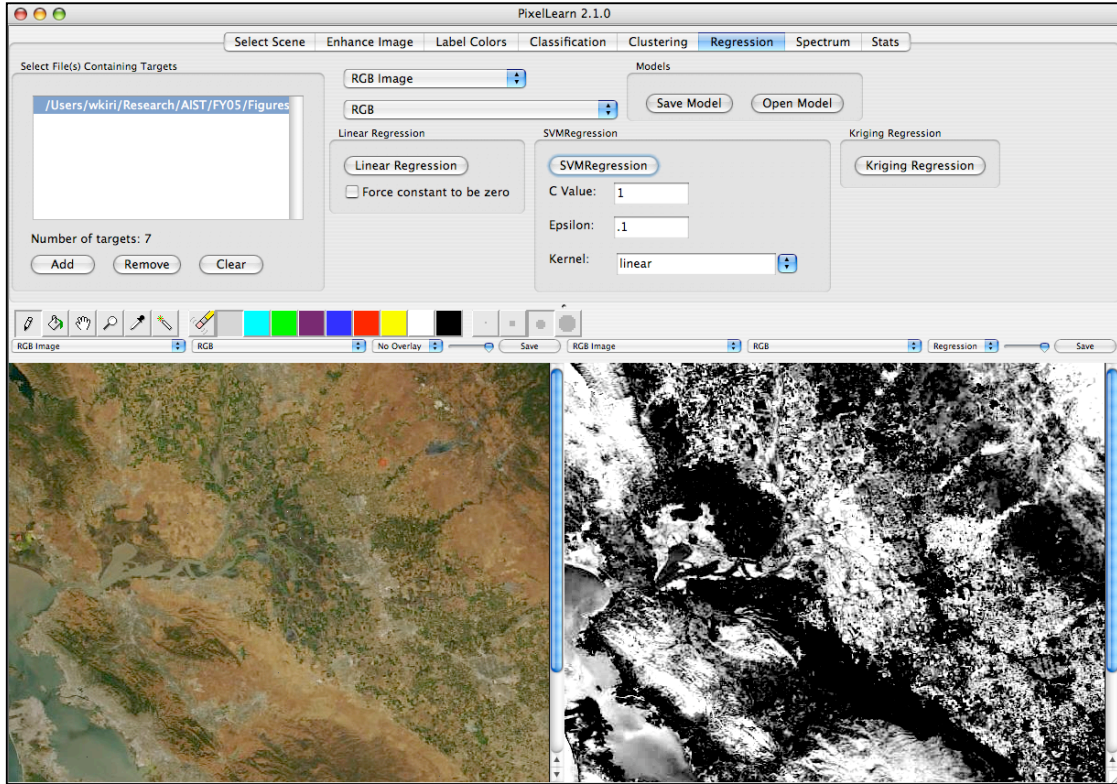 PixelLearn 2.1.0
Select Scene Enhance Image Label Colors Classification Clustering Regression Spectrum Stats
Select File(s) Containing Targets
/Users/wkiri/Research/AIST/FY05/Figures
Number of targets: 7
Add Remove Clear
RGB Image
RGB
Models
Save Model Open Model
Linear Regression
Linear Regression
Force constant to be zero
SVMRegression
SVMRegression
C Value: 1
Epsilon: .1
Kernel: linear
Kriging Regression
Kriging Regression
RGB Image RGB No Overlay Save RGB Image RGB Regression Save